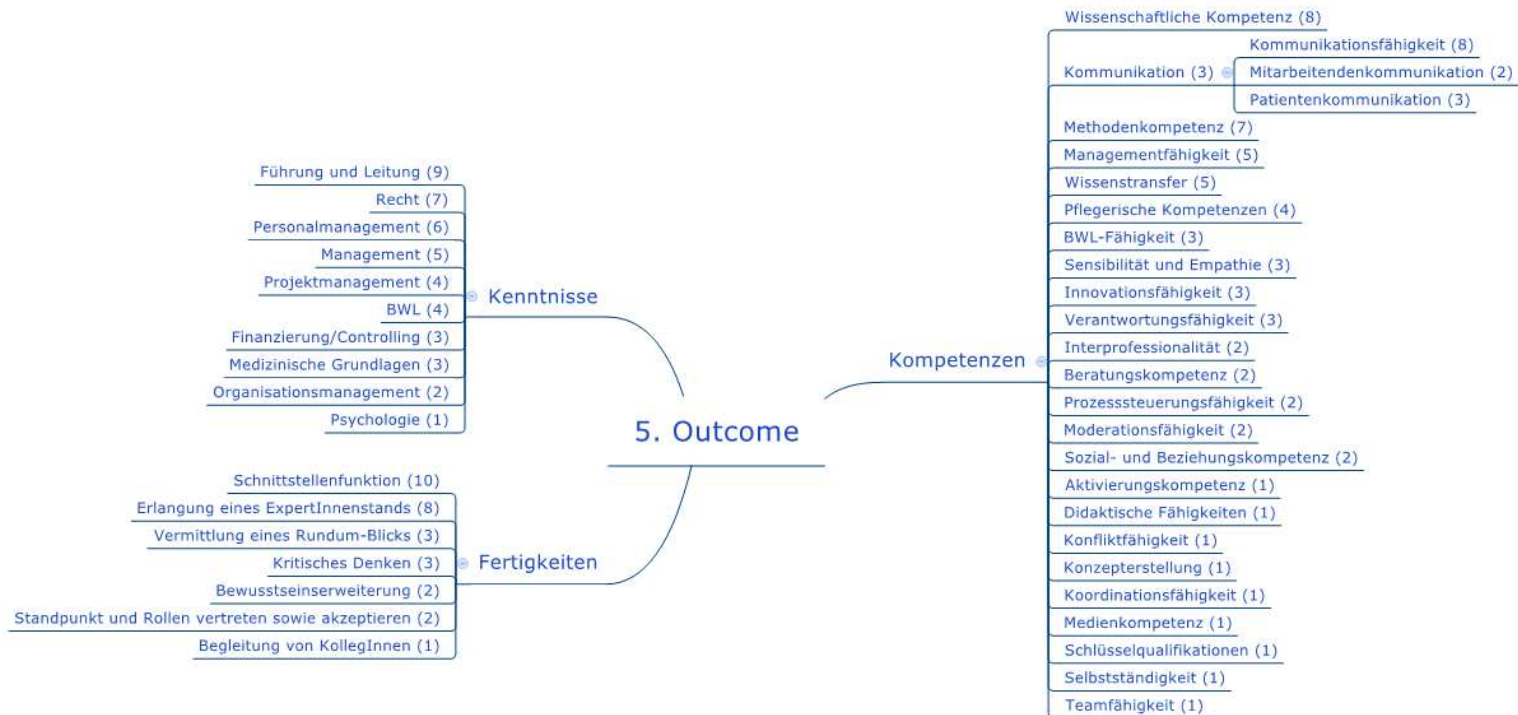 5. Outcome
Kenntnisse
Führung und Leitung (9)
Recht (7)
Personalmanagement (6)
Management (5)
Projektmanagement (4)
BWL (4)
Finanzierung/Controlling (3)
Medizinische Grundlagen (3)
Organisationsmanagement (2)
Psychologie (1)
Fertigkeiten
Schnittstellenfunktion (10)
Erlangung eines ExpertInnenstands (8)
Vermittlung eines Rundum-Blicks (3)
Kritisches Denken (3)
Bewusstseinserweiterung (2)
Standpunkt und Rollen vertreten sowie akzeptieren (2)
Begleitung von KollegInnen (1)
Kompetenzen
Wissenschaftliche Kompetenz (8)
Kommunikation (3)
Kommunikationsfähigkeit (8)
Mitarbeitendenkommunikation (2)
Patientenkommunikation (3)
Methodenkompetenz (7)
Managementfähigkeit (5)
Wissenstransfer (5)
Pflegerische Kompetenzen (4)
BWL-Fähigkeit (3)
Sensibilität und Empathie (3)
Innovationsfähigkeit (3)
Verantwortungsfähigkeit (3)
Interprofessionalität (2)
Beratungskompetenz (2)
Prozesssteuerungsfähigkeit (2)
Moderationsfähigkeit (2)
Sozial- und Beziehungskompetenz (2)
Aktivierungskompetenz (1)
Didaktische Fähigkeiten (1)
Konfliktfähigkeit (1)
Konzepterstellung (1)
Koordinationsfähigkeit (1)
Medienkompetenz (1)
Schlüsselqualifikationen (1)
Selbstständigkeit (1)
Teamfähigkeit (1)